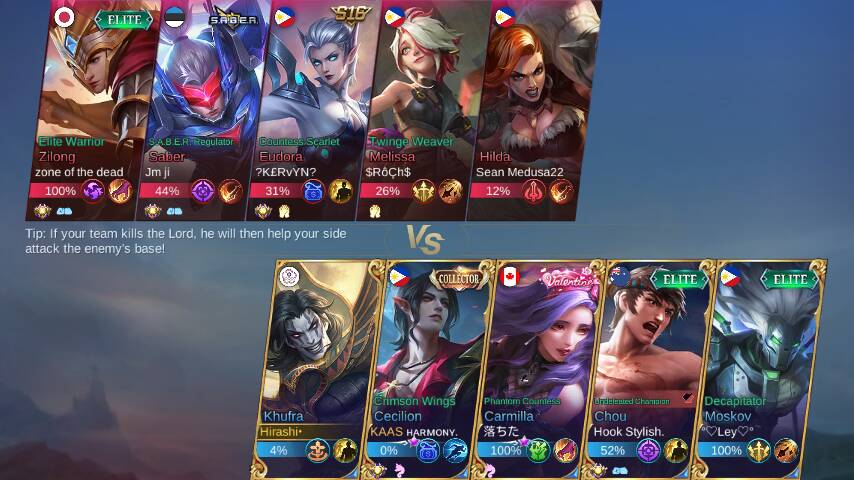 ELITE
S.A.B.E.R.
S16
Elite Warrior
Zilong
zone of the dead
100%
S.A.B.E.R. Regulator
Saber
Jm ji
44%
Countess Scarlet
Eudora
?K£RvYN?
31%
Twinge Weaver
Melissa
$RôÇh$
26%
Hilda
Sean Medusa22
12%
Tip: If your team kills the Lord, he will then help your side
attack the enemy's base!
VS
COLLECTOR
Valentine
ELITE
ELITE
Khufra
Hirashi•
4%
Crimson Wings
Cecilion
KAAS ʜᴀʀᴍᴏɴʏ.
0%
Phantom Countess
Carmilla
落ちた
100%
Undefeated Champion
Chou
Hook Stylish.
52%
Decapitator
Moskov
°♡Ley♡°
100%